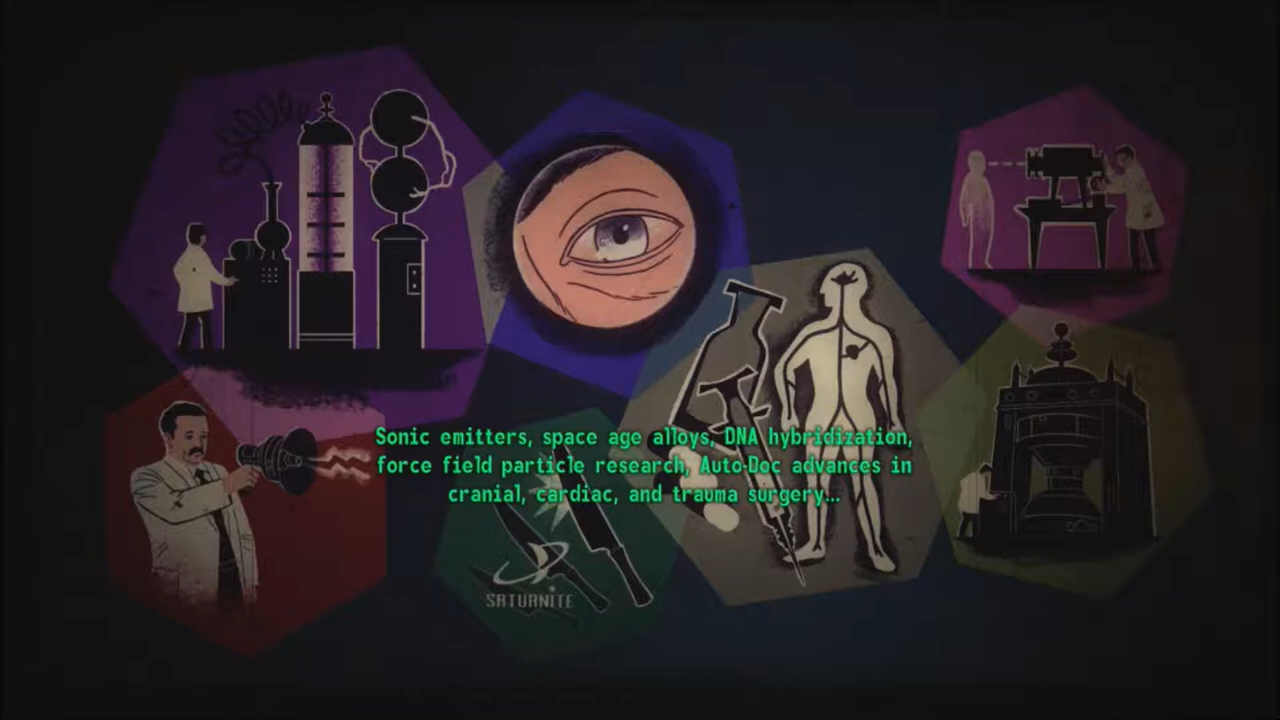 Sonic emitters, space age alloys, DNA hybridization,
force field particle research, Auto-Doc advances in
cranial, cardiac, and trauma surgery...
SATURNITE